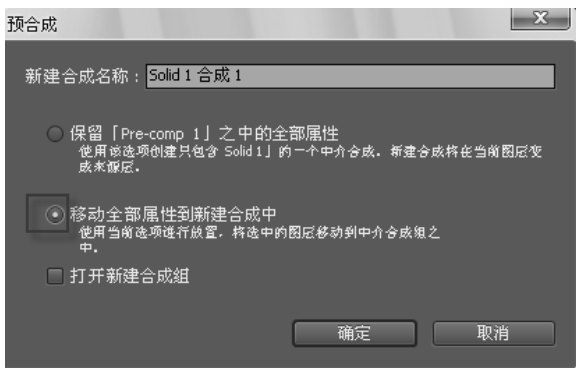 预合成
新建合成名称：Solid 1 合成 1
保留「Pre-comp 1」之中的全部属性
使用该选项创建只包含 Solid 1」的一个中介合成. 新建合成将在当前图层变
成来源层.
移动全部属性到新建合成中
使用当前选项进行放置, 将选中的图层移动到中介合成组之
中.
打开新建合成组
确定
取消